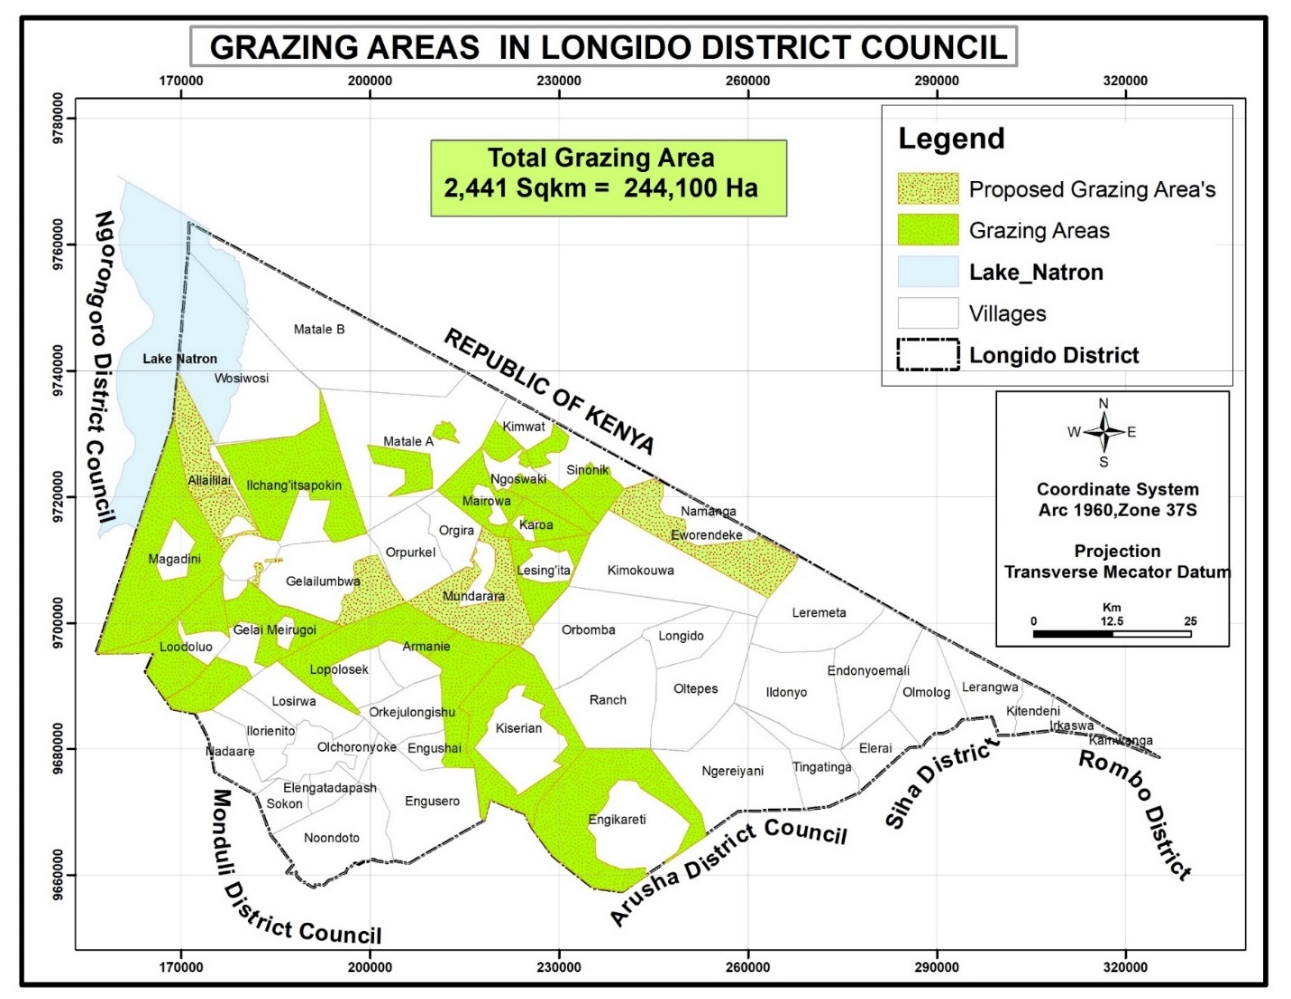 GRAZING AREAS IN LONGIDO DISTRICT COUNCIL
170000 200000 230000 260000 290000 320000
9780000
9760000
9740000
9720000
9700000
9680000
9660000
Total Grazing Area
2,441 Sqkm = 244,100 Ha
Legend
Proposed Grazing Area's
Grazing Areas
Lake_Natron
Villages
Longido District
N
W E
S
Coordinate System
Arc 1960,Zone 37S
Projection
Transverse Mecator Datum
Km
0 12.5 25
Ngorongoro District Council
REPUBLIC OF KENYA
Matale B
Lake Natron
Wosiwosi
Kimwat
Matale A
Sinonik
Ngoswaki
Allaililai
Ilchang'itsapokin
Mairowa
Namanga
Karoa
Orgira
Eworendeke
Orpurkel
Magadini
Lesing'ita
Kimokouwa
Gelailumbwa
Mundarara
Leremeta
Gelai Meirugoi
Orbomba
Longido
Loodoluo
Armanie
Lopolosek
Endonyoemali
Oltepes
Ildonyo
Olmolog
Lerangwa
Losirwa
Ranch
Orkejulongishu
Kitendeni
Kiserian
Irkaswa
Ilorienito
Kamwanga
Nadaare
Olchoronyoke
Engushai
Elerai
Ngereiyani
Tingatinga
Elengatadapash
Sokon
Engusero
Engikareti
Noondoto
Siha District
Rombo District
Arusha District Council
Monduli District Council
170000 200000 230000 260000 290000 320000